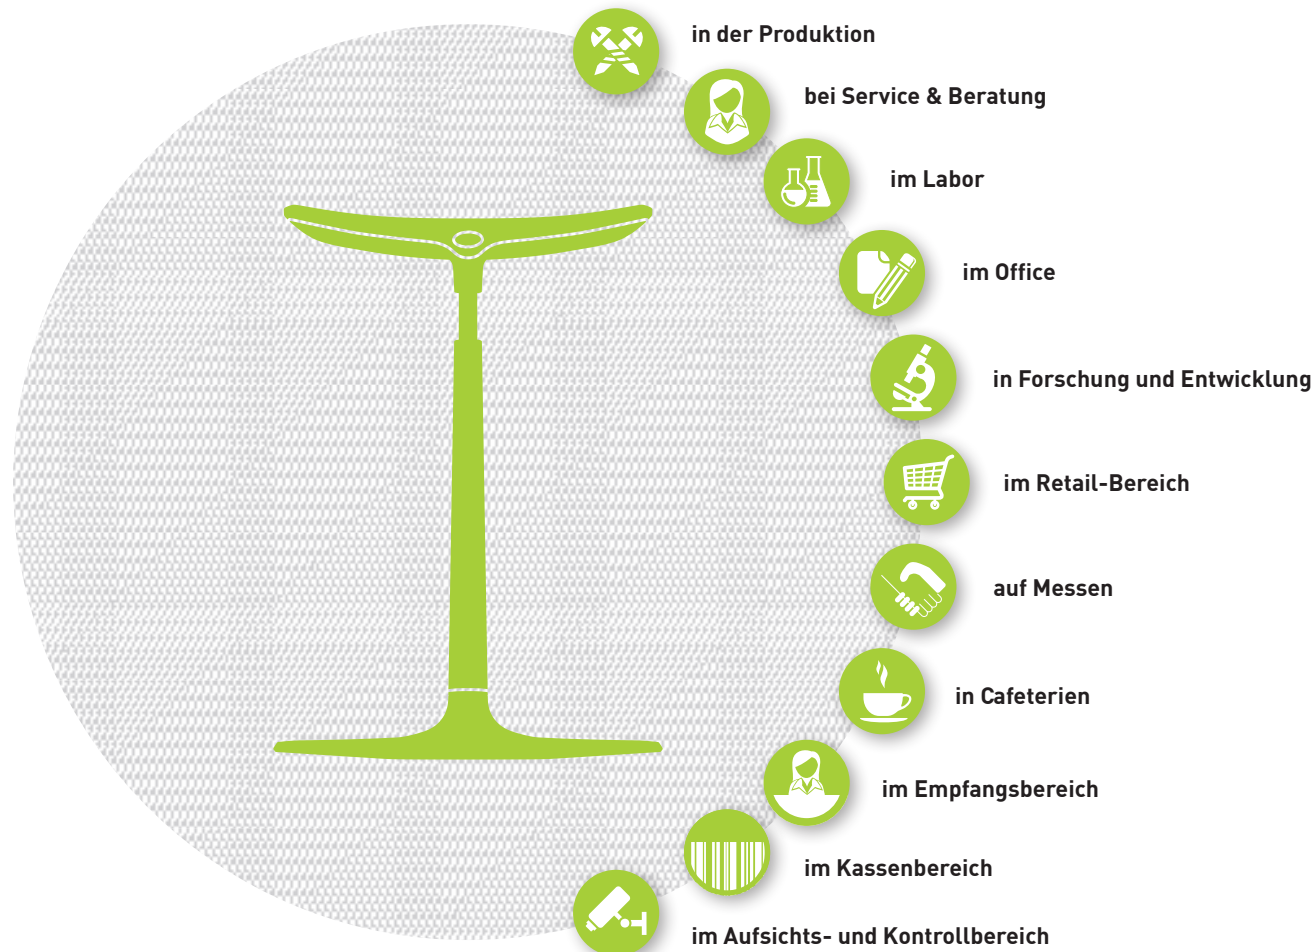 in der Produktion
bei Service & Beratung
im Labor
im Office
in Forschung und Entwicklung
im Retail-Bereich
auf Messen
in Cafeterien
im Empfangsbereich
im Kassenbereich
im Aufsichts- und Kontrollbereich